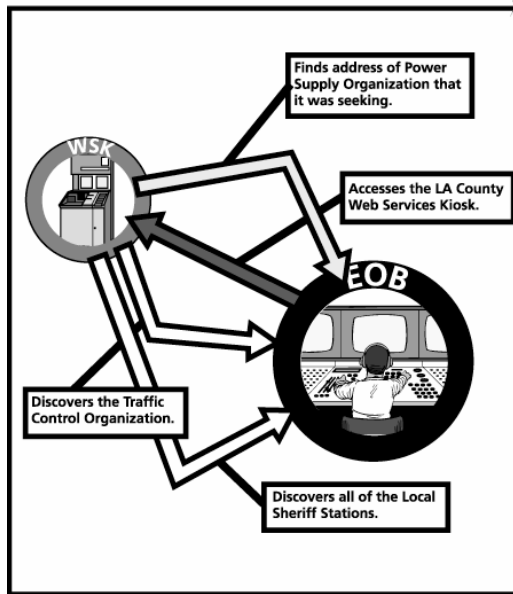 Finds address of Power
Supply Organization that
it was seeking.
WSK
Accesses the LA County
Web Services Kiosk.
EOB
Discovers the Traffic
Control Organization.
Discovers all of the Local
Sheriff Stations.